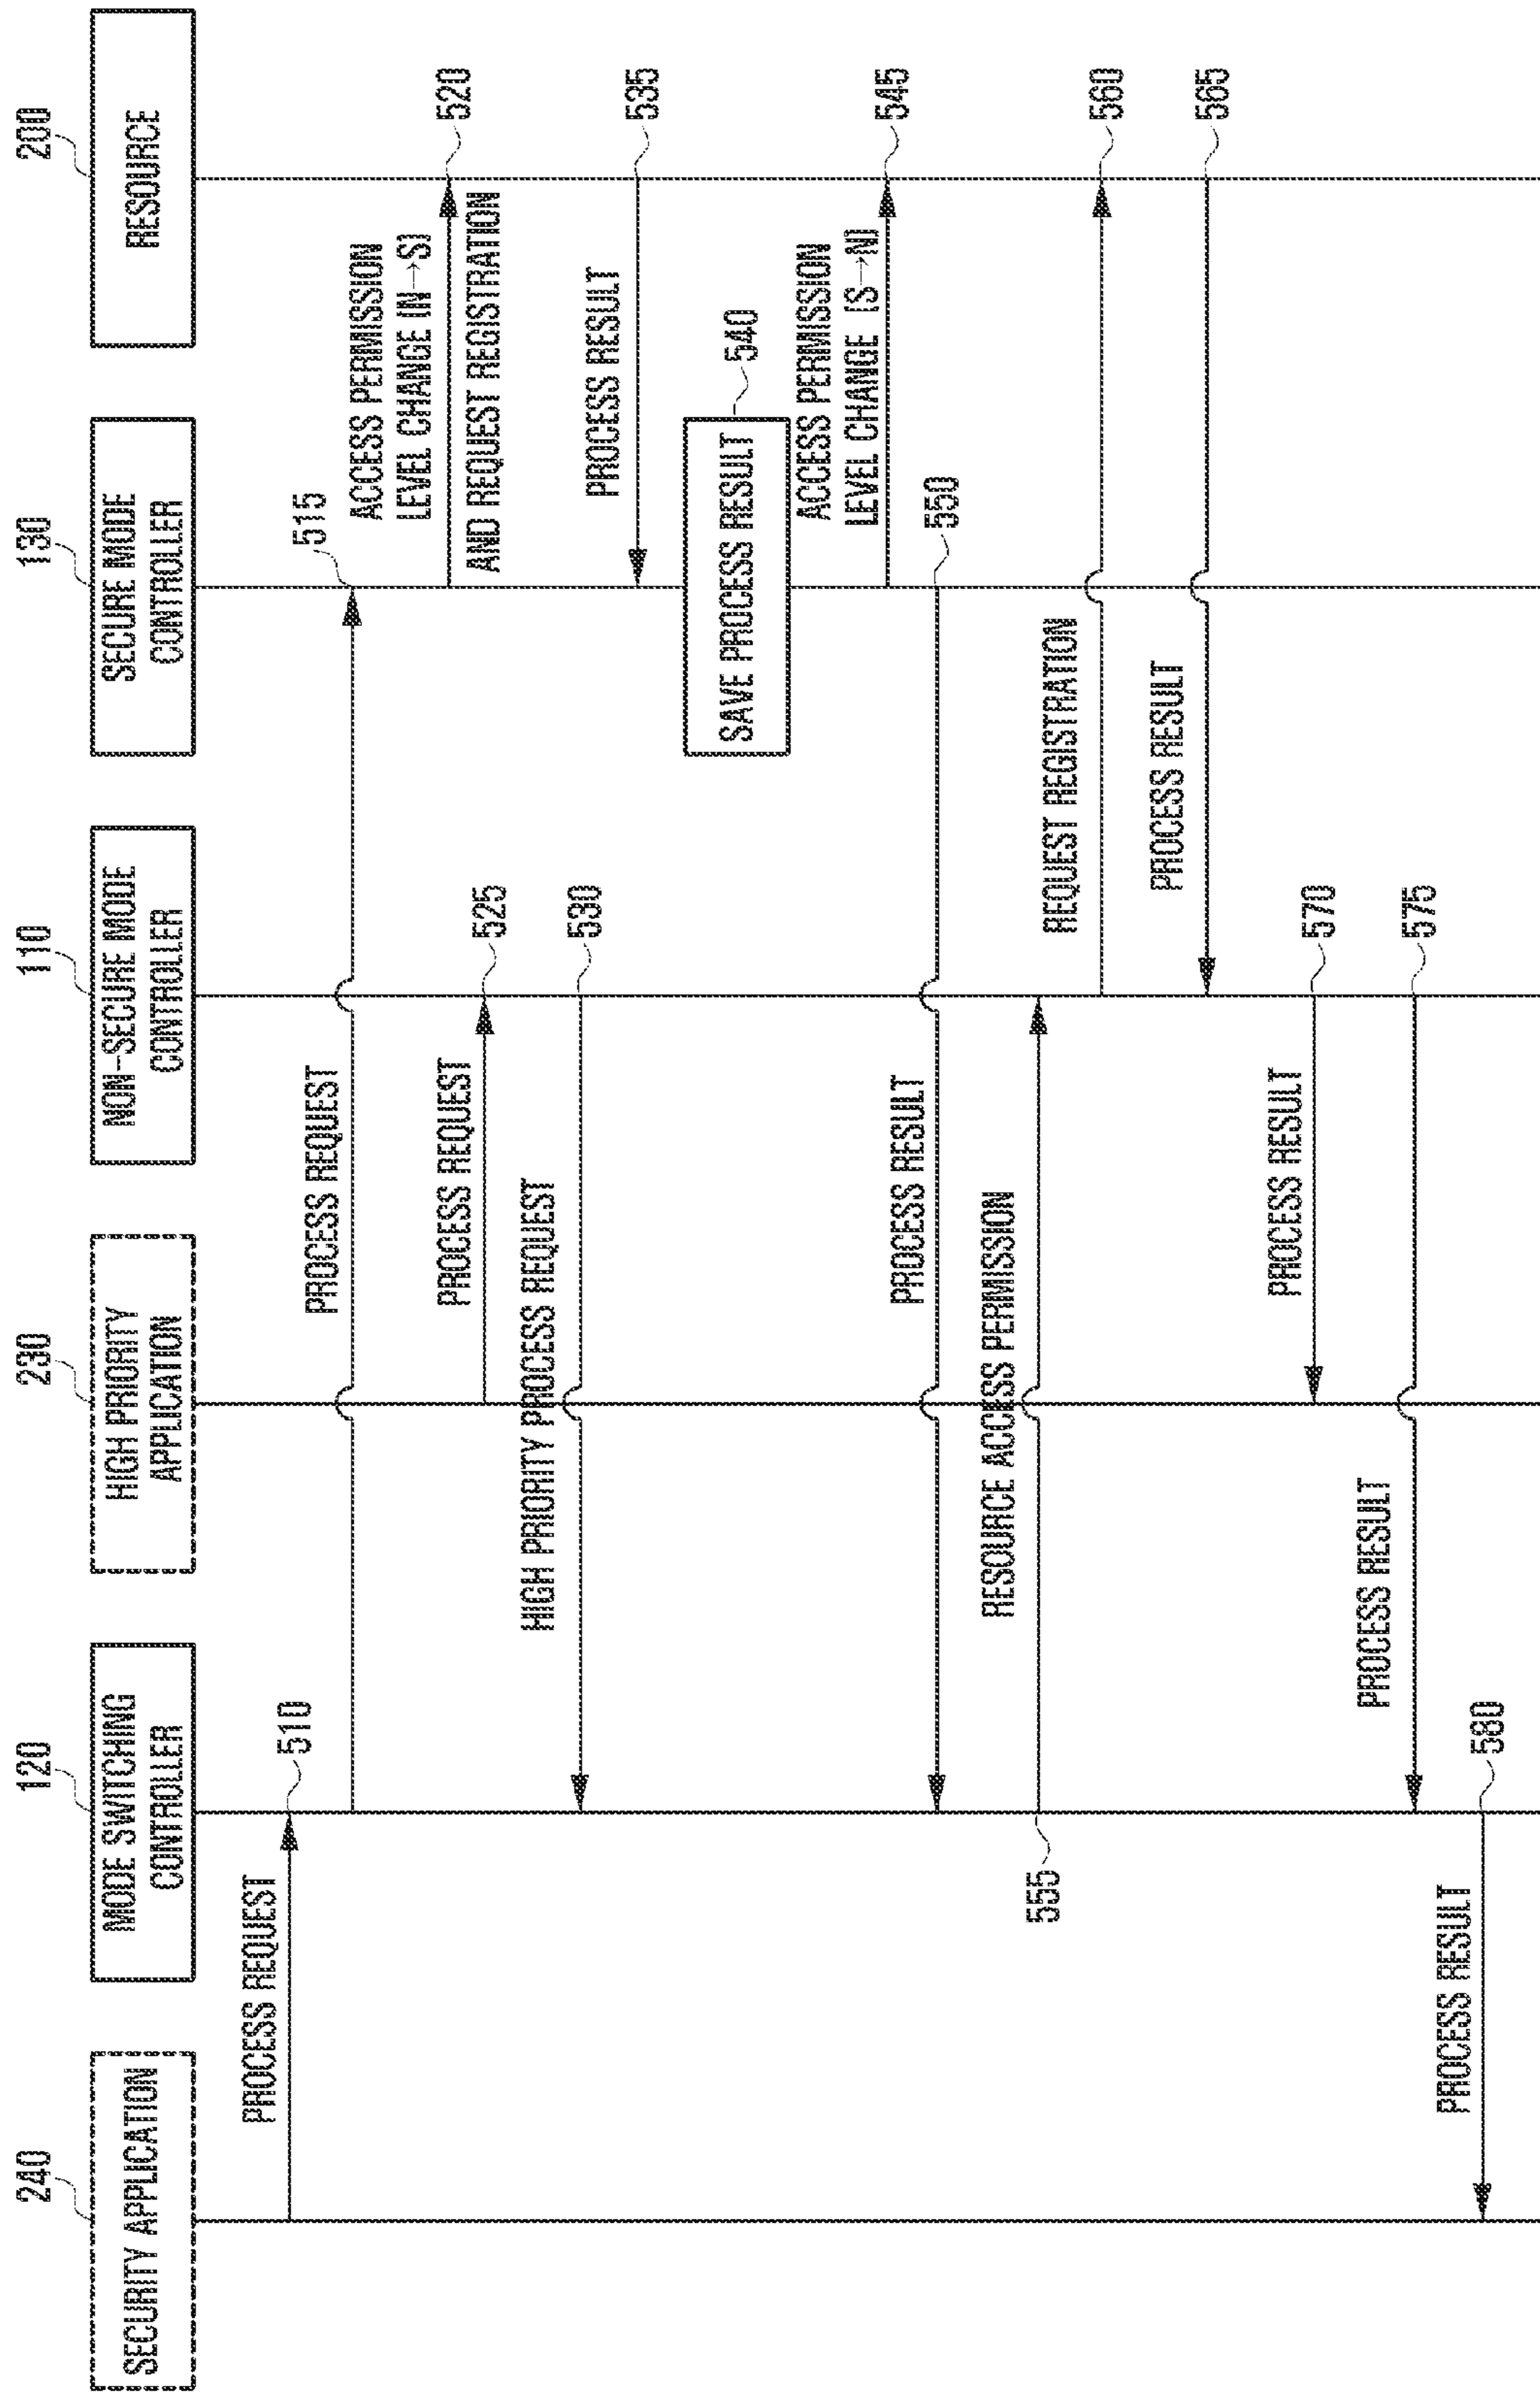 240
SECURITY APPLICATION
120
MODE SWITCHING
CONTROLLER
230
HIGH PRIORITY
APPLICATION
110
NON-SECURE MODE
CONTROLLER
130
SECURE MODE
CONTROLLER
200
RESOURCE
PROCESS REQUEST
510
PROCESS REQUEST
515
ACCESS PERMISSION
LEVEL CHANGE (N→S)
520
AND REQUEST REGISTRATION
PROCESS REQUEST
525
HIGH PRIORITY PROCESS REQUEST
530
PROCESS RESULT
535
SAVE PROCESS RESULT
540
ACCESS PERMISSION
LEVEL CHANGE (S→N)
545
PROCESS RESULT
550
RESOURCE ACCESS PERMISSION
555
REQUEST REGISTRATION
560
PROCESS RESULT
565
PROCESS RESULT
570
PROCESS RESULT
575
PROCESS RESULT
580